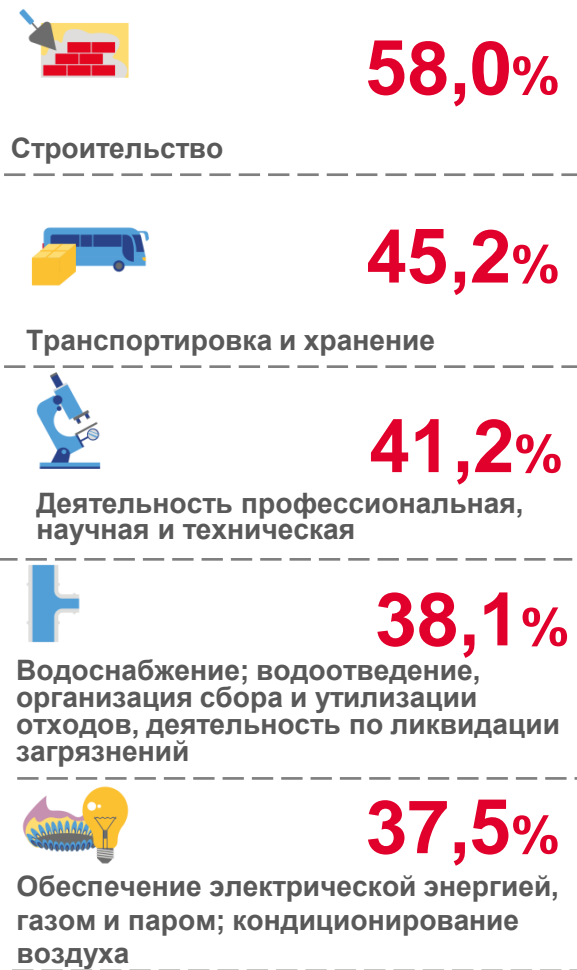 58,0%
Строительство
45,2%
Транспортировка и хранение
41,2%
Деятельность профессиональная,
научная и техническая
38,1%
Водоснабжение; водоотведение,
организация сбора и утилизации
отходов, деятельность по ликвидации
загрязнений
37,5%
Обеспечение электрической энергией,
газом и паром; кондиционирование
воздуха